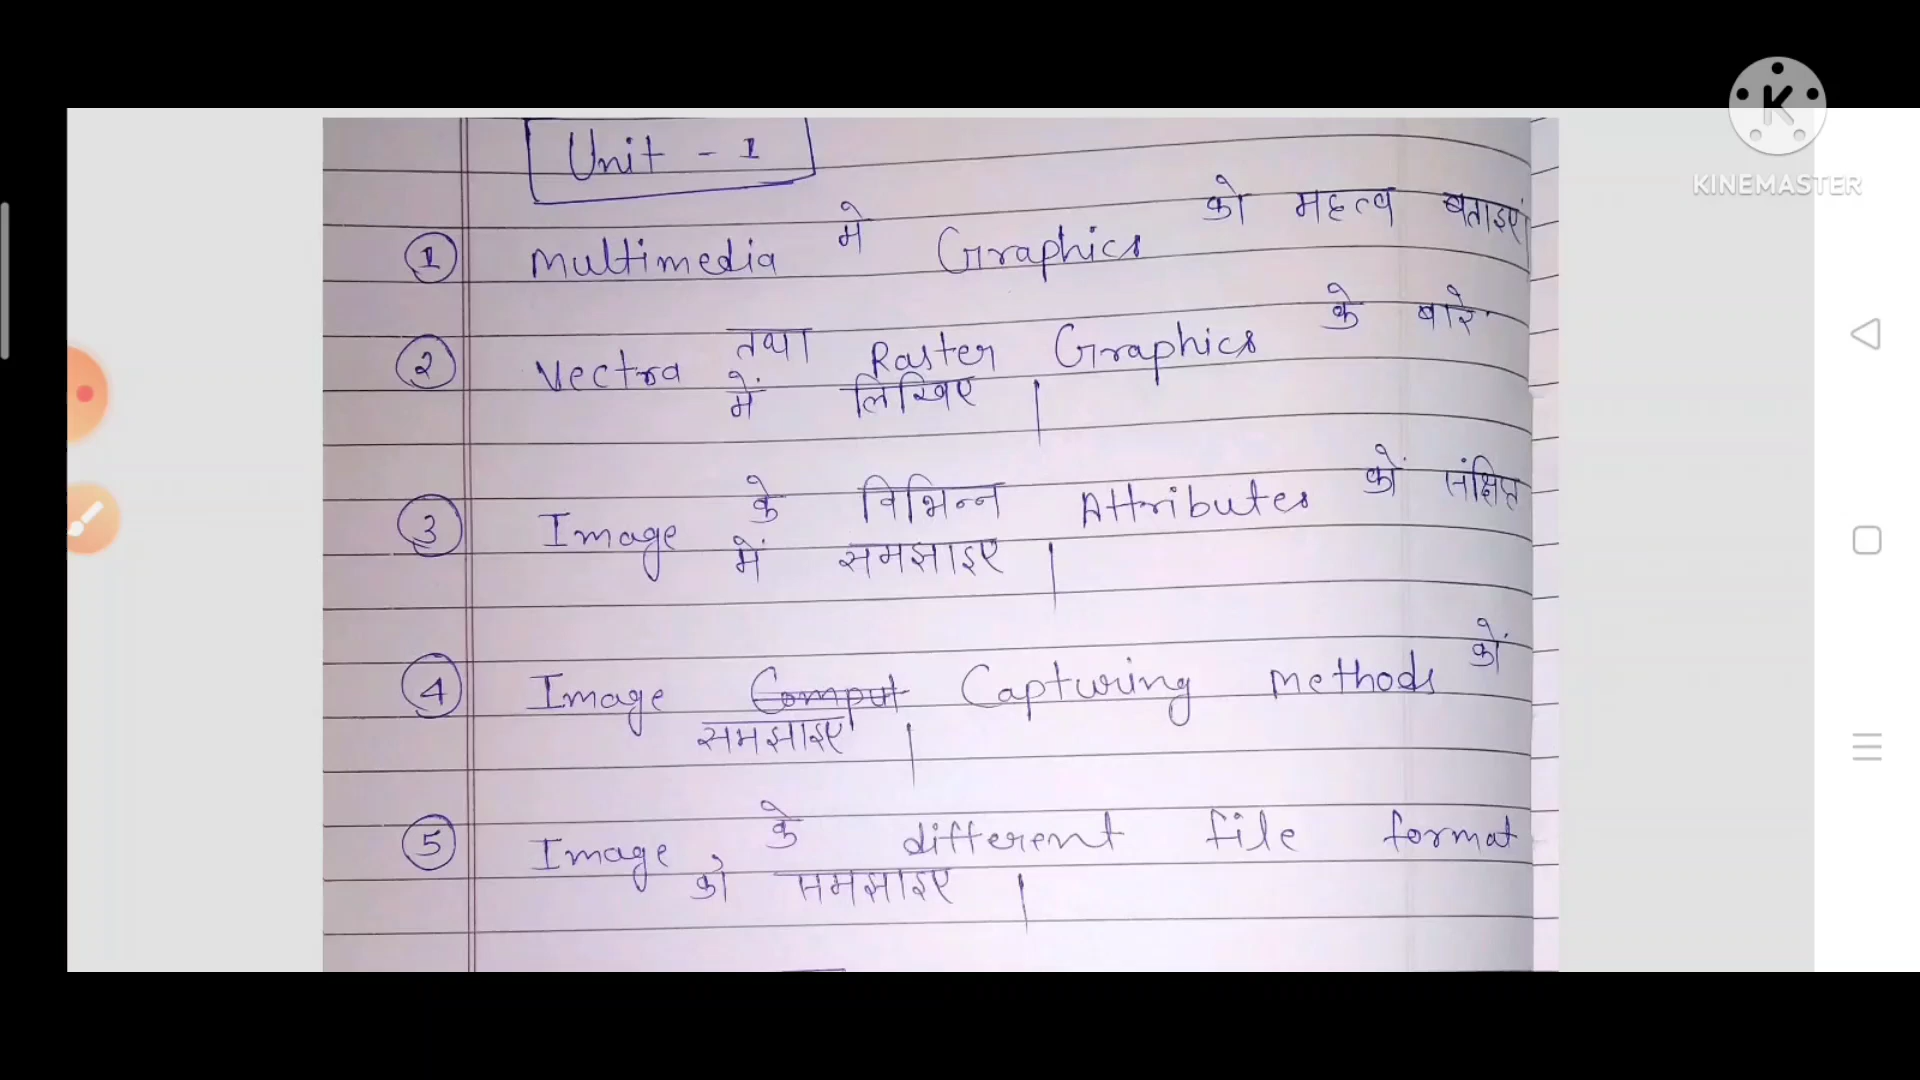 KINEMASTER
Unit - 1
① Multimedia में Graphics को महत्व बताइए।
② Vectra तथा Raster Graphics के बारे
में लिखिए |
③ Image के विभिन्न Attributes को संक्षिप्त
में समझाइए |
④ Image Comput Capturing methods को
समझाइए |
⑤ Image के different file format
को समझाइए |